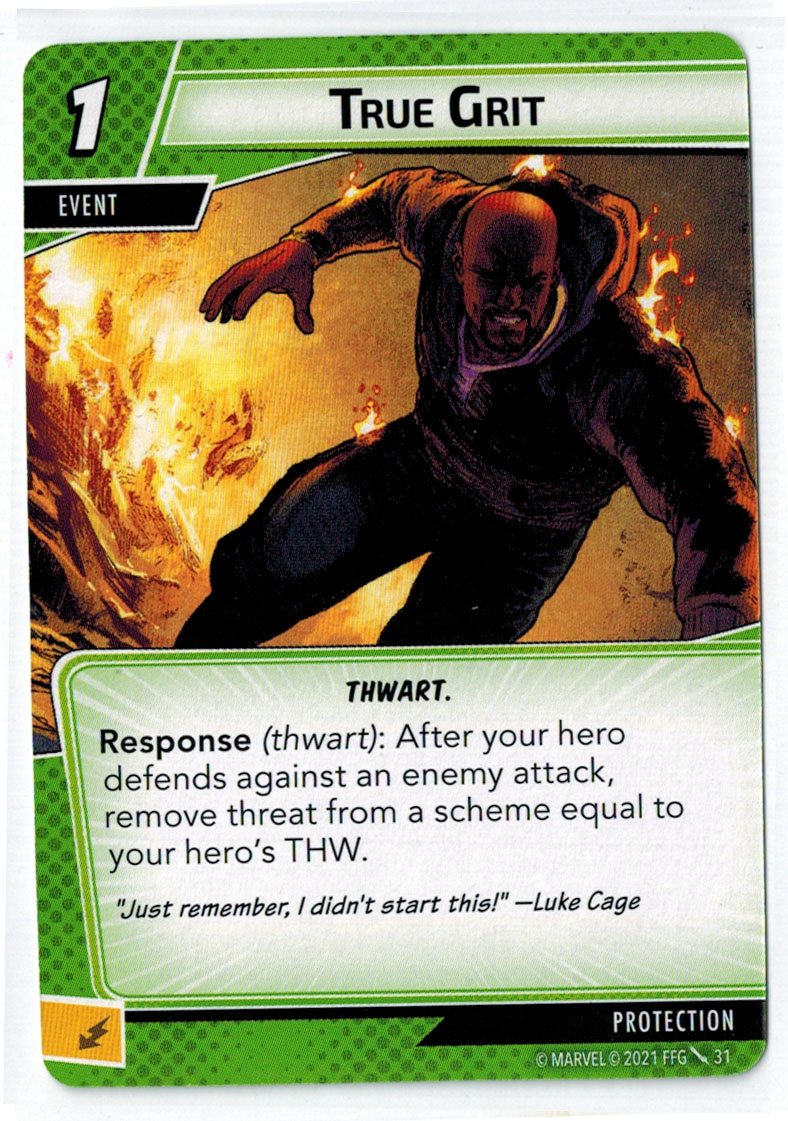 1
TRUE GRIT
EVENT
THWART.
Response (thwart): After your hero
defends against an enemy attack,
remove threat from a scheme equal to
your hero's THW.
"Just remember, I didn't start this!" —Luke Cage
PROTECTION
© MARVEL © 2021 FFG 31